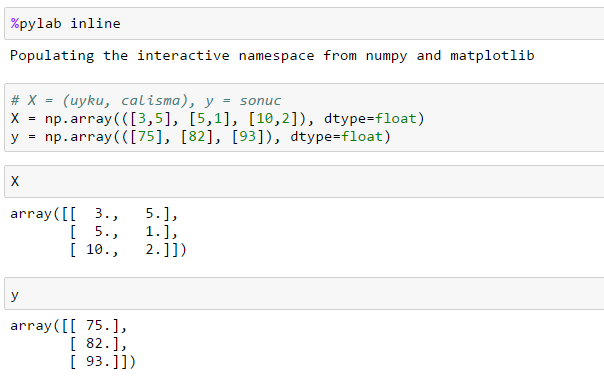 %pylab inline
Populating the interactive namespace from numpy and matplotlib
# X = (uyku, calisma), y = sonuc
X = np.array(([3,5], [5,1], [10,2]), dtype=float)
y = np.array(([75], [82], [93]), dtype=float)
X
array([[  3.,   5.],
       [  5.,   1.],
       [ 10.,   2.]])
y
array([[ 75.],
       [ 82.],
       [ 93.]])